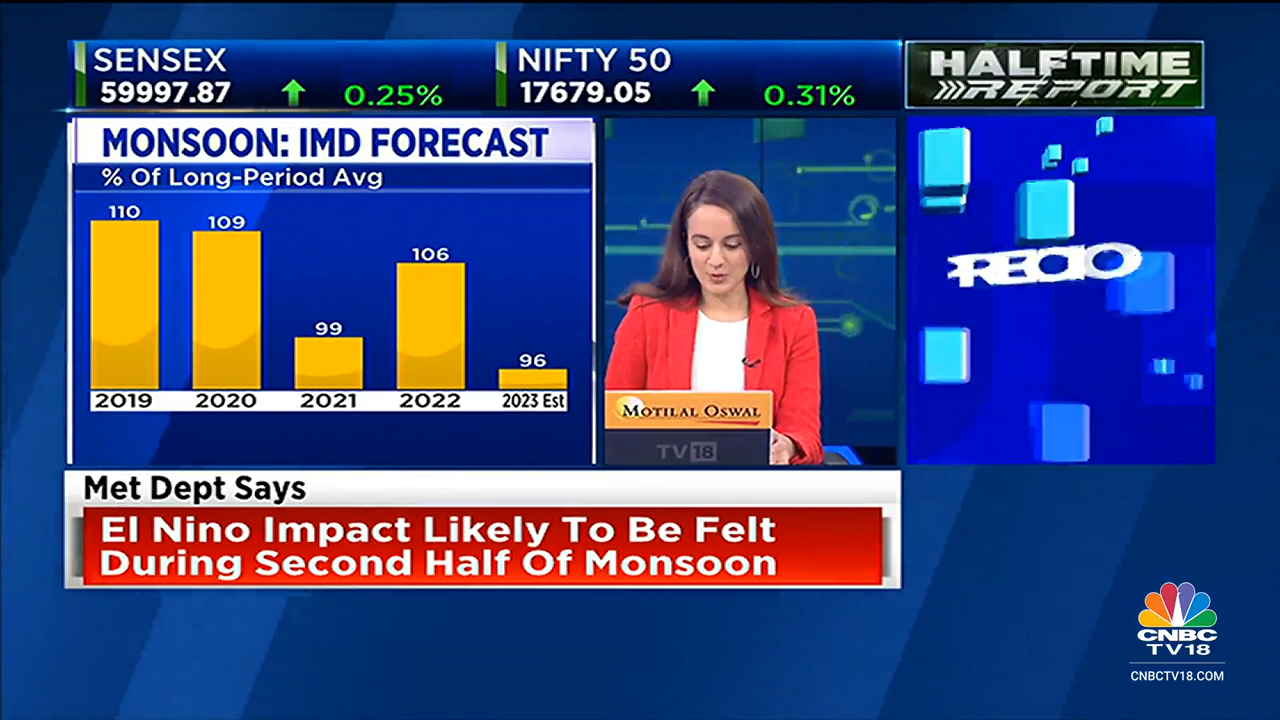 SENSEX
59997.87 0.25%
NIFTY 50
17679.05 0.31%
HALFTIME
REPORT
MONSOON: IMD FORECAST
% Of Long-Period Avg
110
109
99
106
96
2019 2020 2021 2022 2023 Est
MOTILAL OSWAL
TV18
Met Dept Says
El Nino Impact Likely To Be Felt
During Second Half Of Monsoon
CNBC
TV18
CNBCTV18.COM